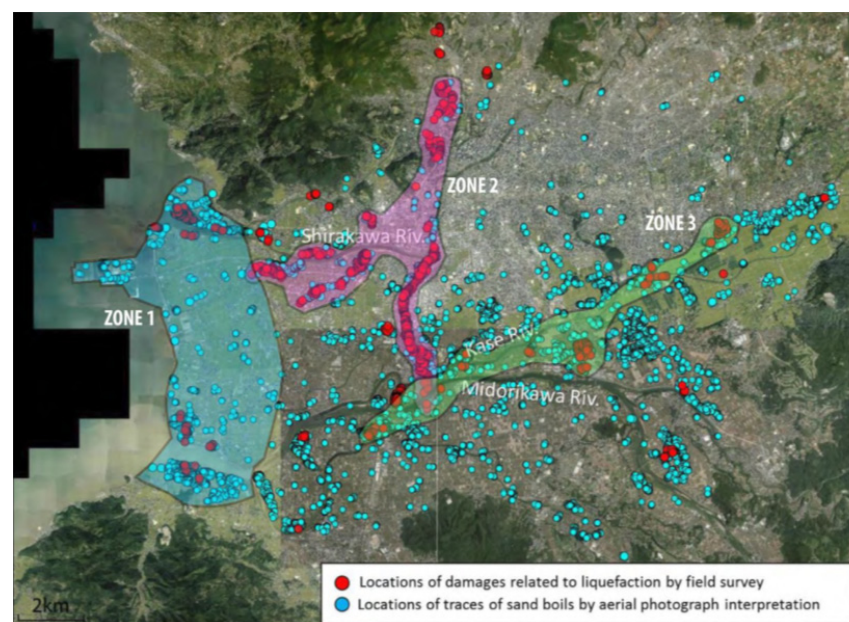 ZONE 2
ZONE 3
Shirakawa Riv.
ZONE 1
Kase Riv.
Midorikawa Riv.
Locations of damages related to liquefaction by field survey
Locations of traces of sand boils by aerial photograph interpretation
2km